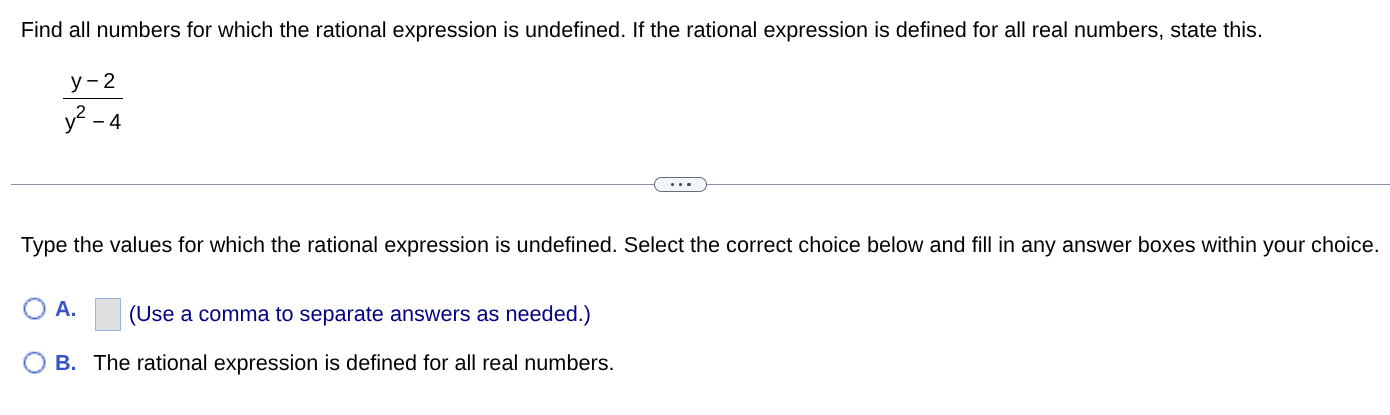 Find all numbers for which the rational expression is undefined. If the rational expression is defined for all real numbers, state this.
y − 2
y² − 4
Type the values for which the rational expression is undefined. Select the correct choice below and fill in any answer boxes within your choice.
A. (Use a comma to separate answers as needed.)
B. The rational expression is defined for all real numbers.